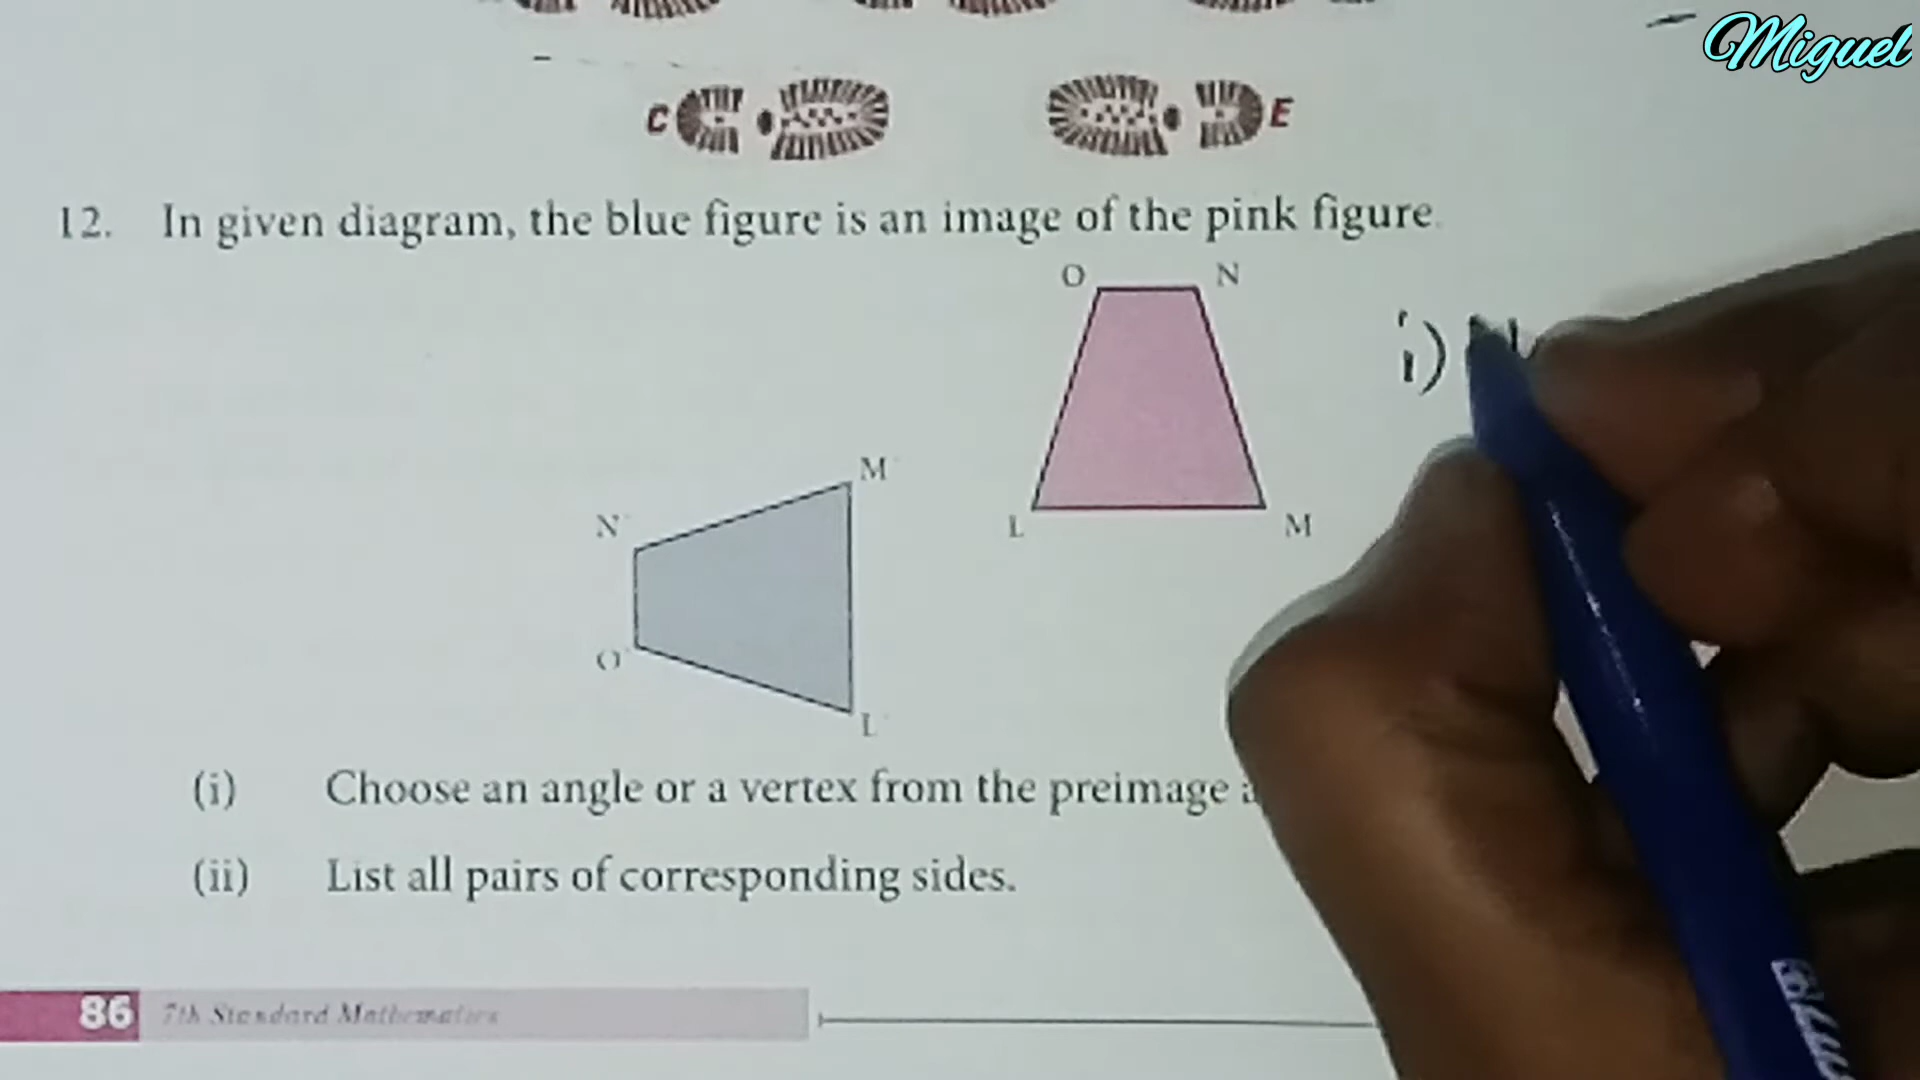 Miguel
C E
12. In given diagram, the blue figure is an image of the pink figure.
O N
i)
M'
N'
L M
O'
L'
(i) Choose an angle or a vertex from the preimage
(ii) List all pairs of corresponding sides.
86 7th Standard Mathematics